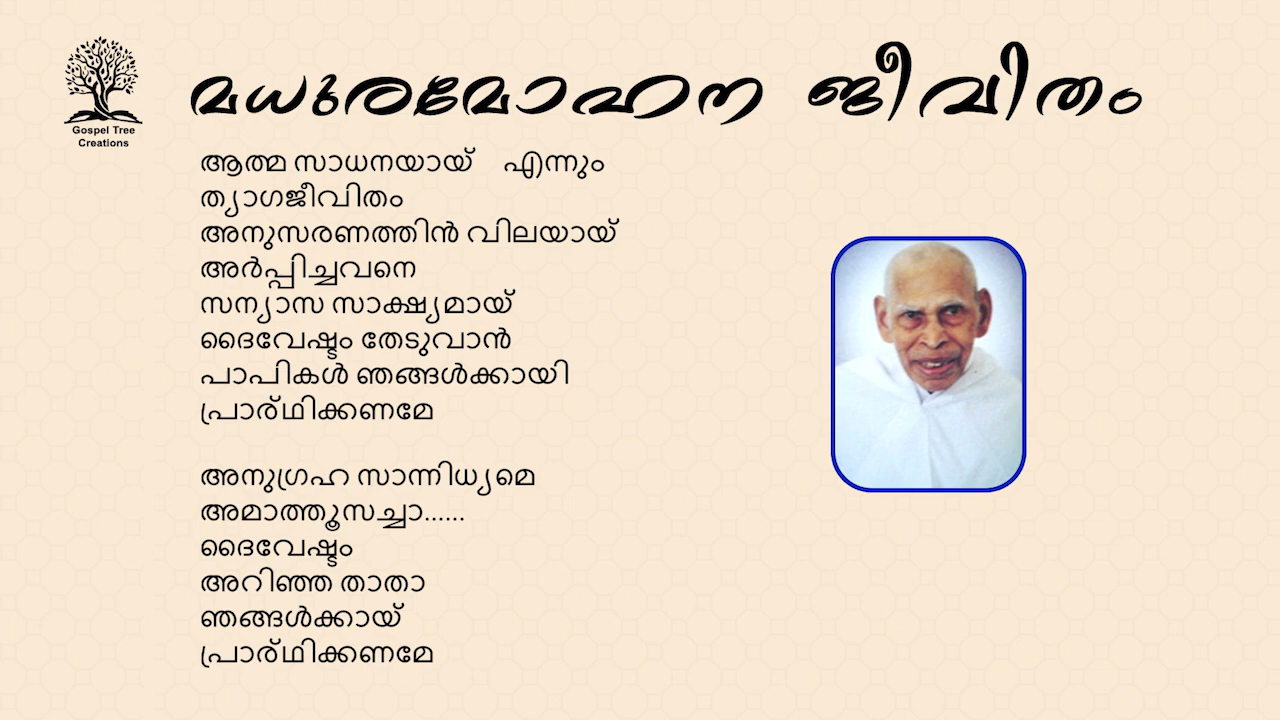 Gospel Tree
Creations
മധുരമോഹന ജീവിതം
ആത്മ സാധനയായ് എന്നും
ത്യാഗജീവിതം
അനുസരണത്തിൻ വിലയായ്
അർപ്പിച്ചവനെ
സന്യാസ സാക്ഷ്യമായ്
ദൈവേഷ്ടം തേടുവാൻ
പാപികൾ ഞങ്ങൾക്കായി
പ്രാര്ഥിക്കണമേ
അനുഗ്രഹ സാന്നിധ്യമെ
അമാത്തൂസച്ചാ......
ദൈവേഷ്ടം
അറിഞ്ഞ താതാ
ഞങ്ങൾക്കായ്
പ്രാര്ഥിക്കണമേ